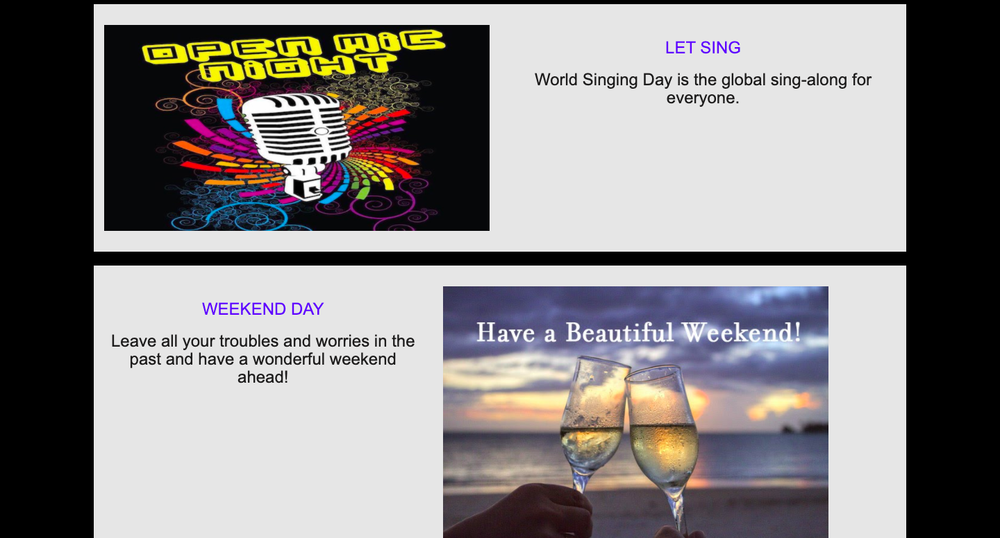 OPEN MIC
NIGHT
LET SING
World Singing Day is the global sing-along for
everyone.
WEEKEND DAY
Leave all your troubles and worries in the
past and have a wonderful weekend
ahead!
Have a Beautiful Weekend!